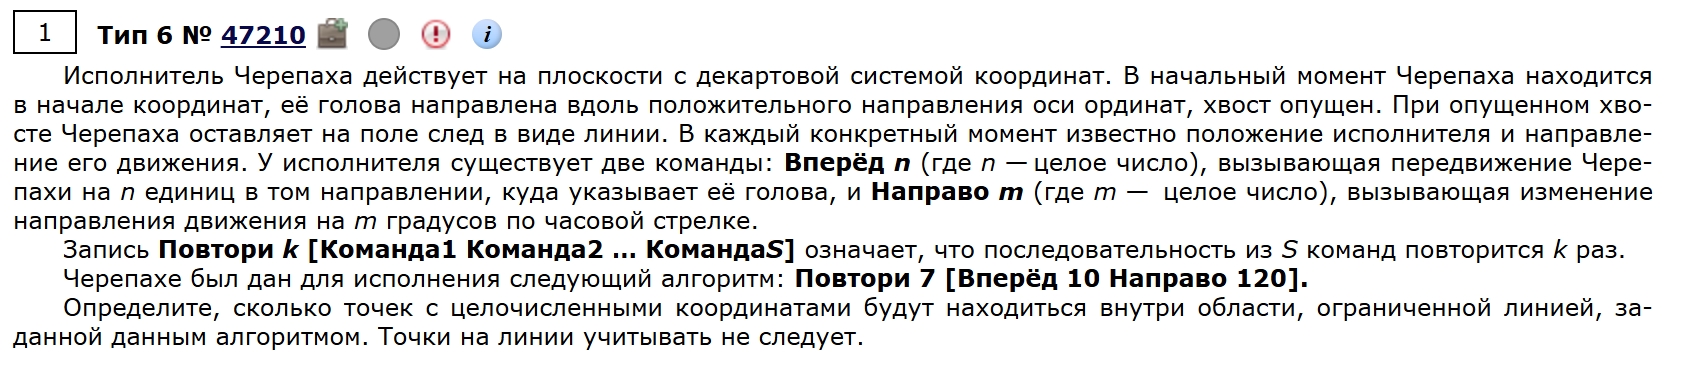 1 Тип 6 № 47210 i
Исполнитель Черепаха действует на плоскости с декартовой системой координат. В начальный момент Черепаха находится
в начале координат, её голова направлена вдоль положительного направления оси ординат, хвост опущен. При опущенном хво-
сте Черепаха оставляет на поле след в виде линии. В каждый конкретный момент известно положение исполнителя и направле-
ние его движения. У исполнителя существует две команды: Вперёд n (где n — целое число), вызывающая передвижение Чере-
пахи на n единиц в том направлении, куда указывает её голова, и Направо m (где m — целое число), вызывающая изменение
направления движения на m градусов по часовой стрелке.
Запись Повтори k [Команда1 Команда2 … КомандаS] означает, что последовательность из S команд повторится k раз.
Черепахе был дан для исполнения следующий алгоритм: Повтори 7 [Вперёд 10 Направо 120].
Определите, сколько точек с целочисленными координатами будут находиться внутри области, ограниченной линией, за-
данной данным алгоритмом. Точки на линии учитывать не следует.